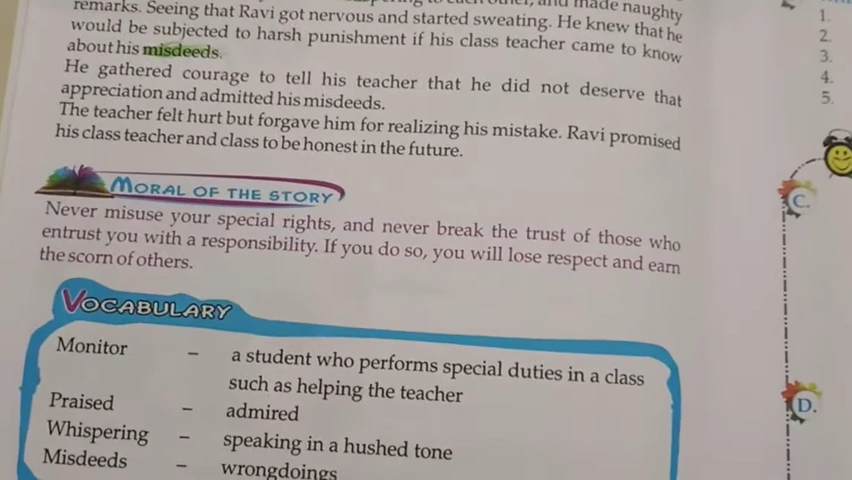 remarks. Seeing that Ravi got nervous and started sweating. He knew that he
would be subjected to harsh punishment if his class teacher came to know
about his misdeeds.
He gathered courage to tell his teacher that he did not deserve that
appreciation and admitted his misdeeds.
The teacher felt hurt but forgave him for realizing his mistake. Ravi promised
his class teacher and class to be honest in the future.
MORAL OF THE STORY
Never misuse your special rights, and never break the trust of those who
entrust you with a responsibility. If you do so, you will lose respect and earn
the scorn of others.
VOCABULARY
Monitor – a student who performs special duties in a class
such as helping the teacher
Praised – admired
Whispering – speaking in a hushed tone
Misdeeds – wrongdoings
1.
2.
3.
4.
5.
C.
D.